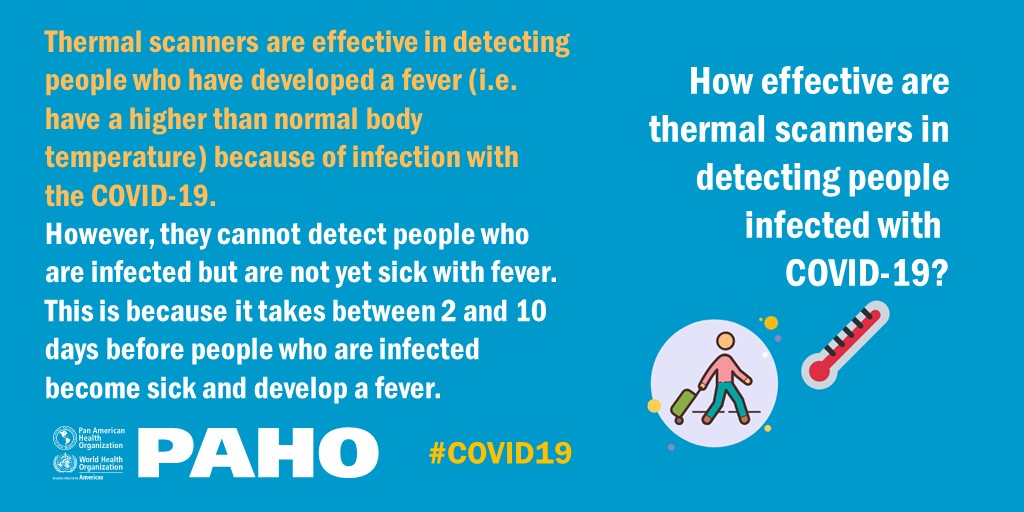 Thermal scanners are effective in detecting
people who have developed a fever (i.e.
have a higher than normal body
temperature) because of infection with
the COVID-19.
However, they cannot detect people who
are infected but are not yet sick with fever.
This is because it takes between 2 and 10
days before people who are infected
become sick and develop a fever.
How effective are
thermal scanners in
detecting people
infected with
COVID-19?
Pan American
Health
Organization
World Health
Organization
Americas
PAHO
#COVID19